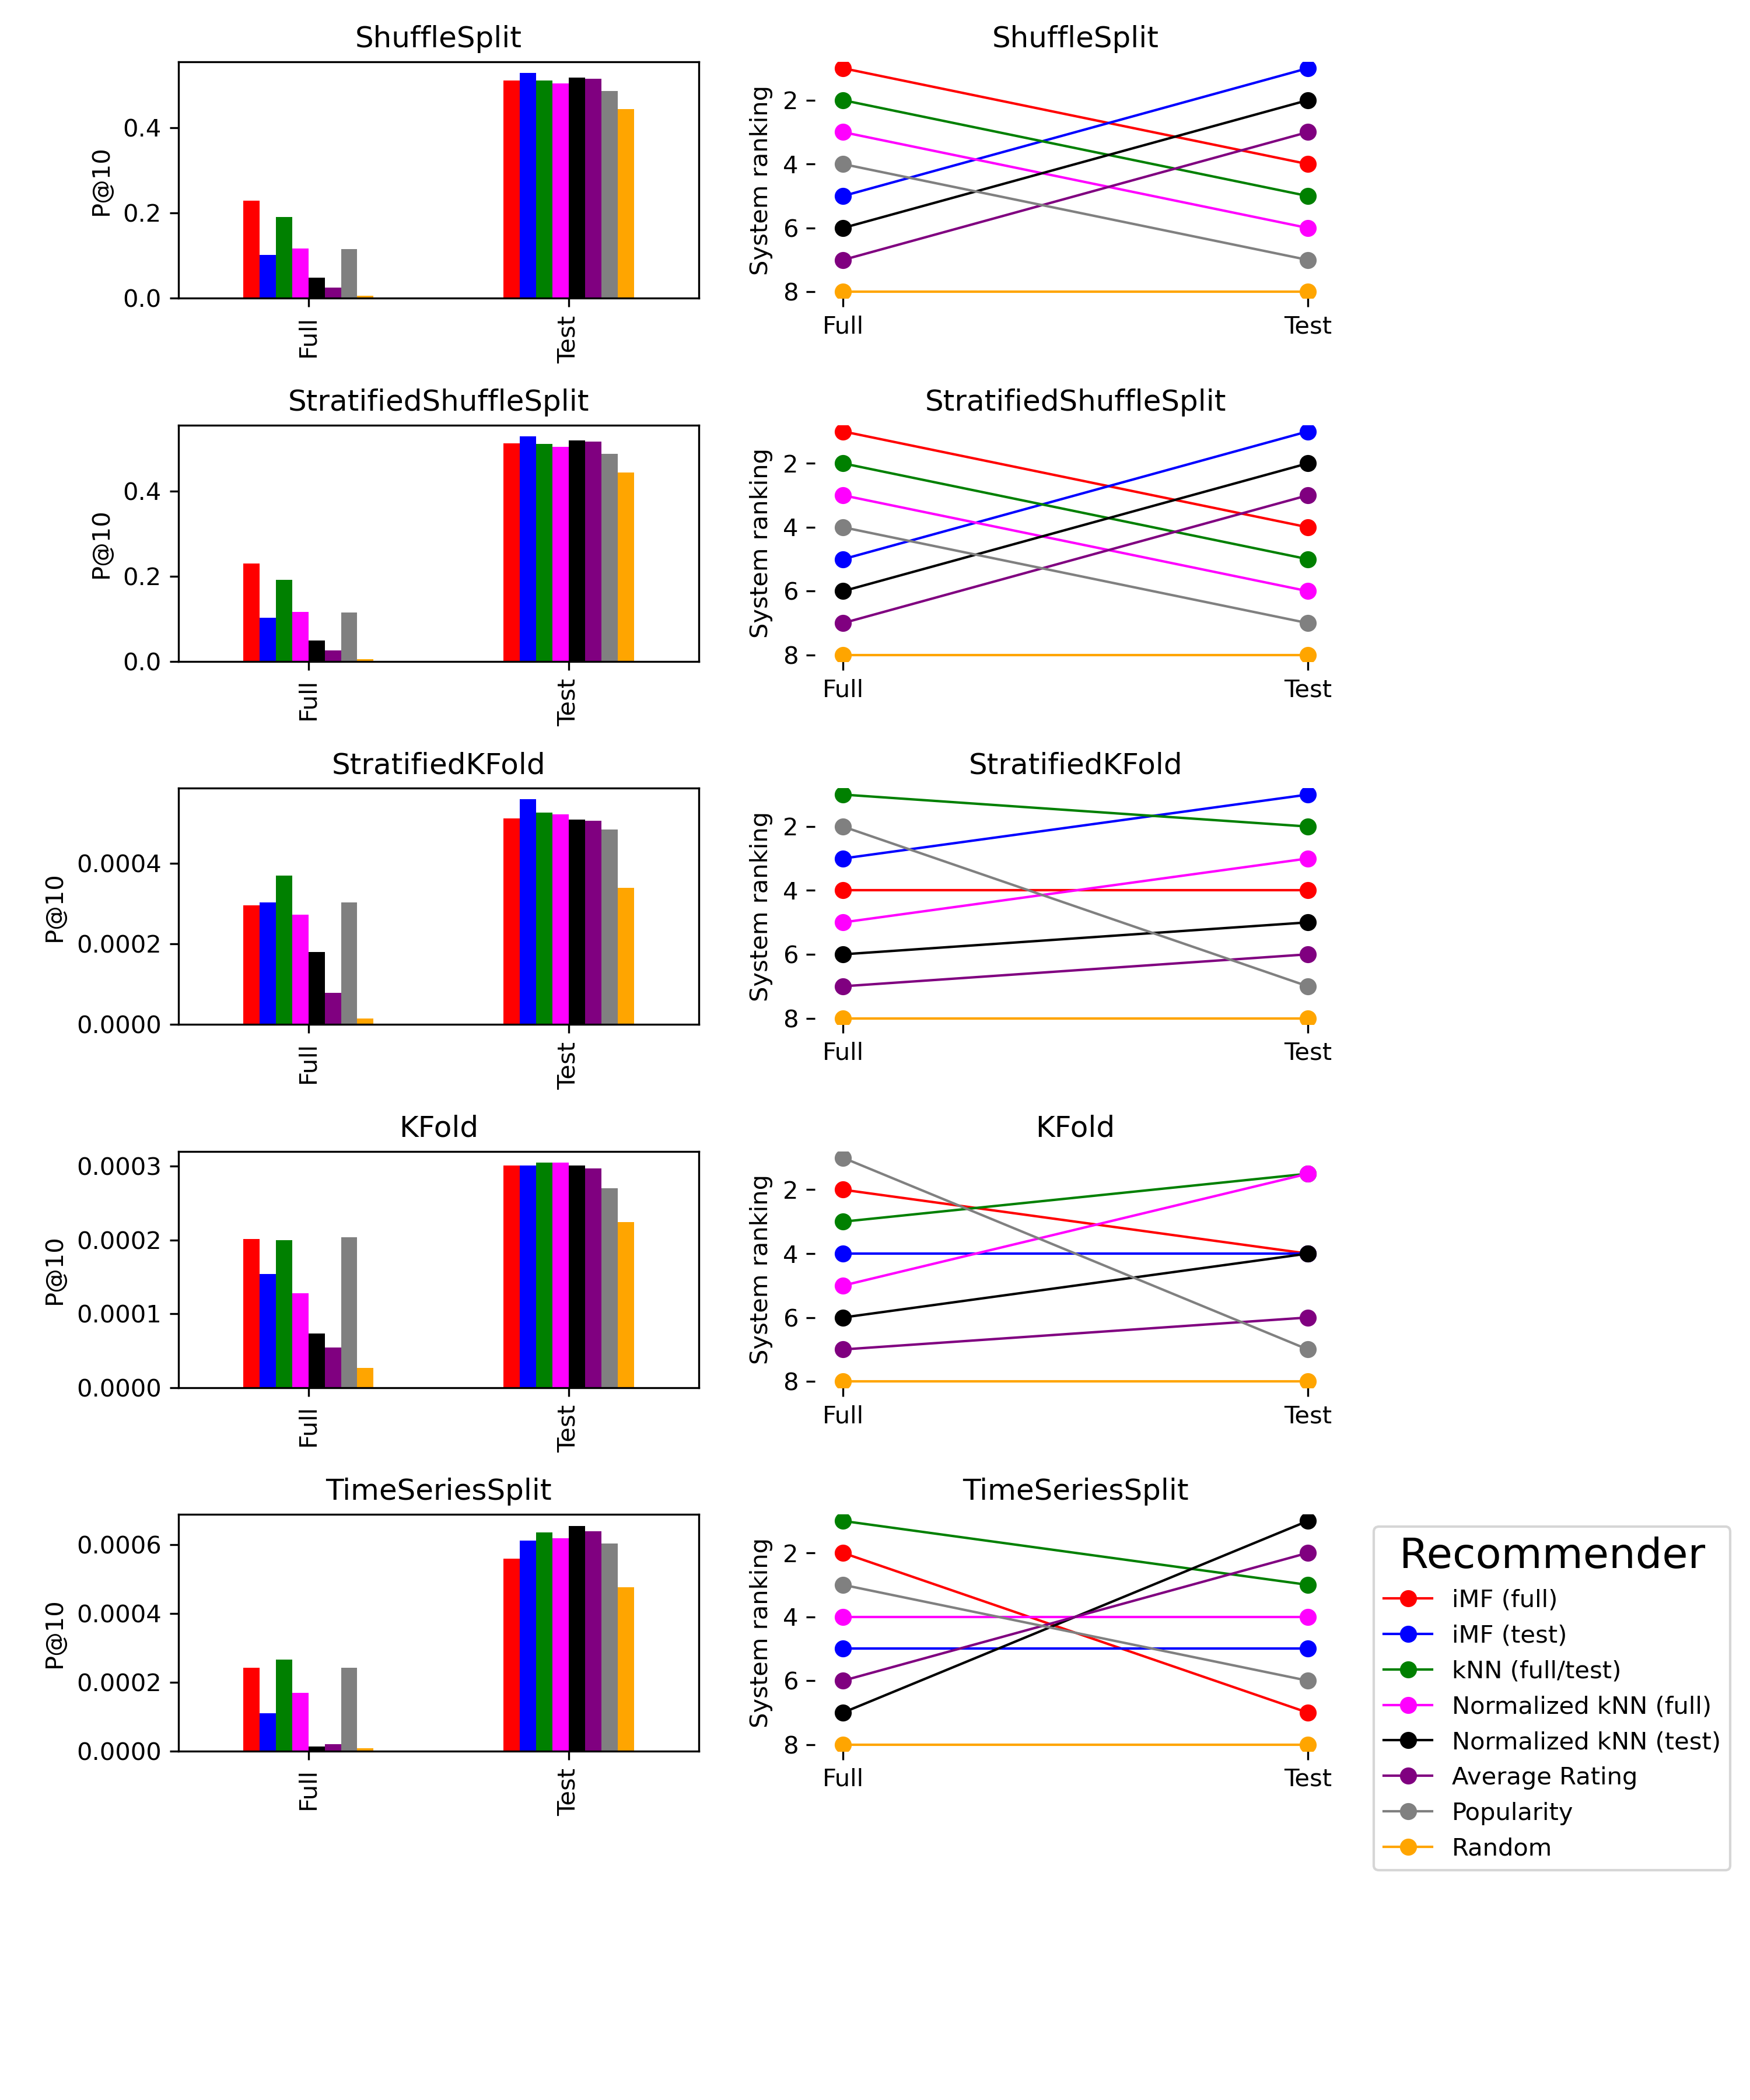 ShuffleSplit
P@10
0.4
0.2
0.0
Full
Test
ShuffleSplit
System ranking
2
4
6
8
Full
Test
StratifiedShuffleSplit
P@10
0.4
0.2
0.0
Full
Test
StratifiedShuffleSplit
System ranking
2
4
6
8
Full
Test
StratifiedKFold
P@10
0.0004
0.0002
0.0000
Full
Test
StratifiedKFold
System ranking
2
4
6
8
Full
Test
KFold
P@10
0.0003
0.0002
0.0001
0.0000
Full
Test
KFold
System ranking
2
4
6
8
Full
Test
TimeSeriesSplit
P@10
0.0006
0.0004
0.0002
0.0000
Full
Test
TimeSeriesSplit
System ranking
2
4
6
8
Full
Test
Recommender
iMF (full)
iMF (test)
kNN (full/test)
Normalized kNN (full)
Normalized kNN (test)
Average Rating
Popularity
Random